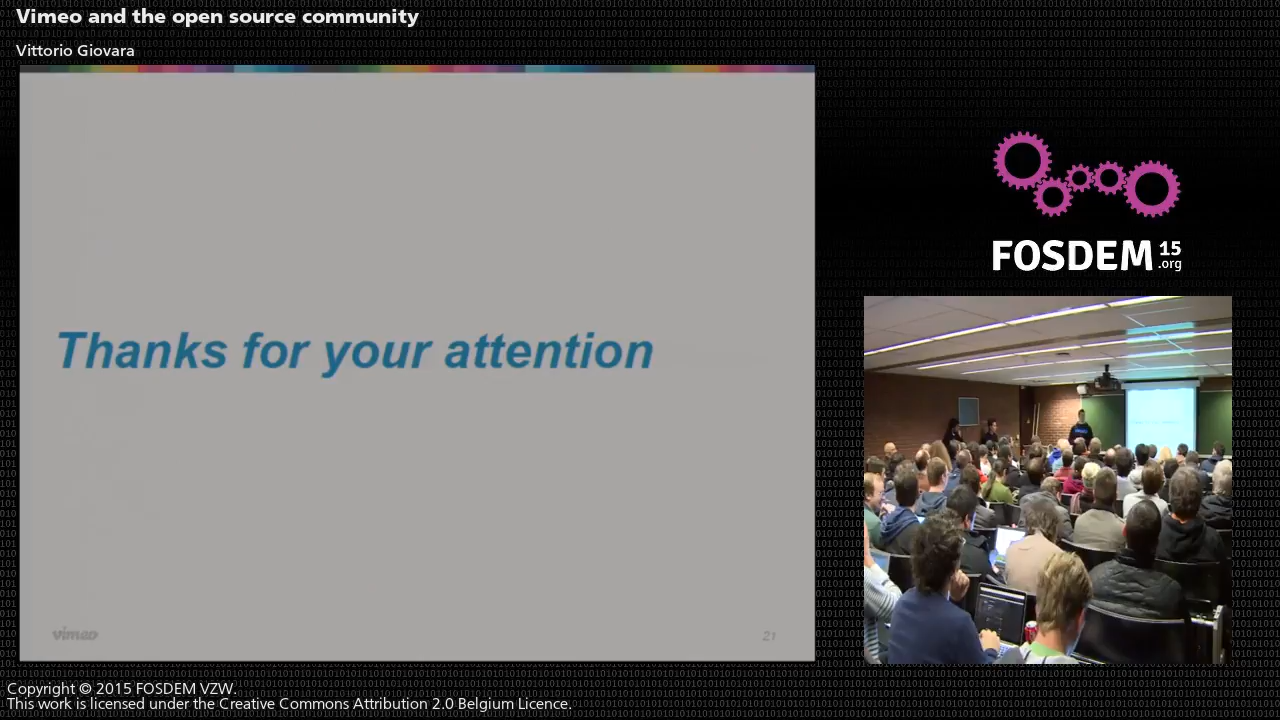 Vimeo and the open source community
Vittorio Giovara
Thanks for your attention
vimeo
21
FOSDEM 15
.org
Copyright © 2015 FOSDEM VZW.
This work is licensed under the Creative Commons Attribution 2.0 Belgium Licence.